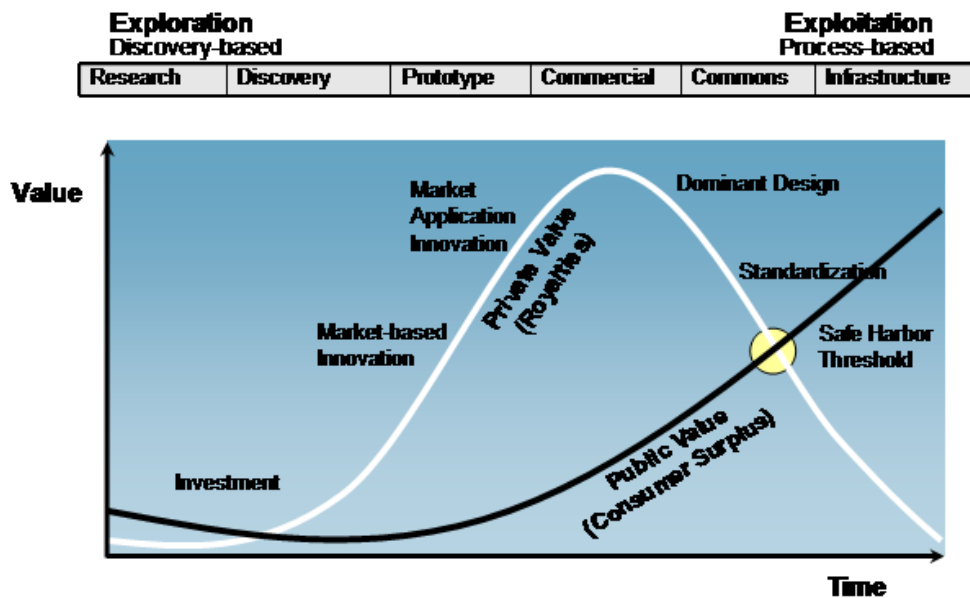 Exploration
Discovery-based
Exploitation
Process-based
Research
Discovery
Prototype
Commercial
Commons
Infrastructure
Value
Market
Application
Innovation
Private Value
(Royalties)
Dominant Design
Standardization
Market-based
Innovation
Safe Harbor
Threshold
Investment
Public Value
(Consumer Surplus)
Time